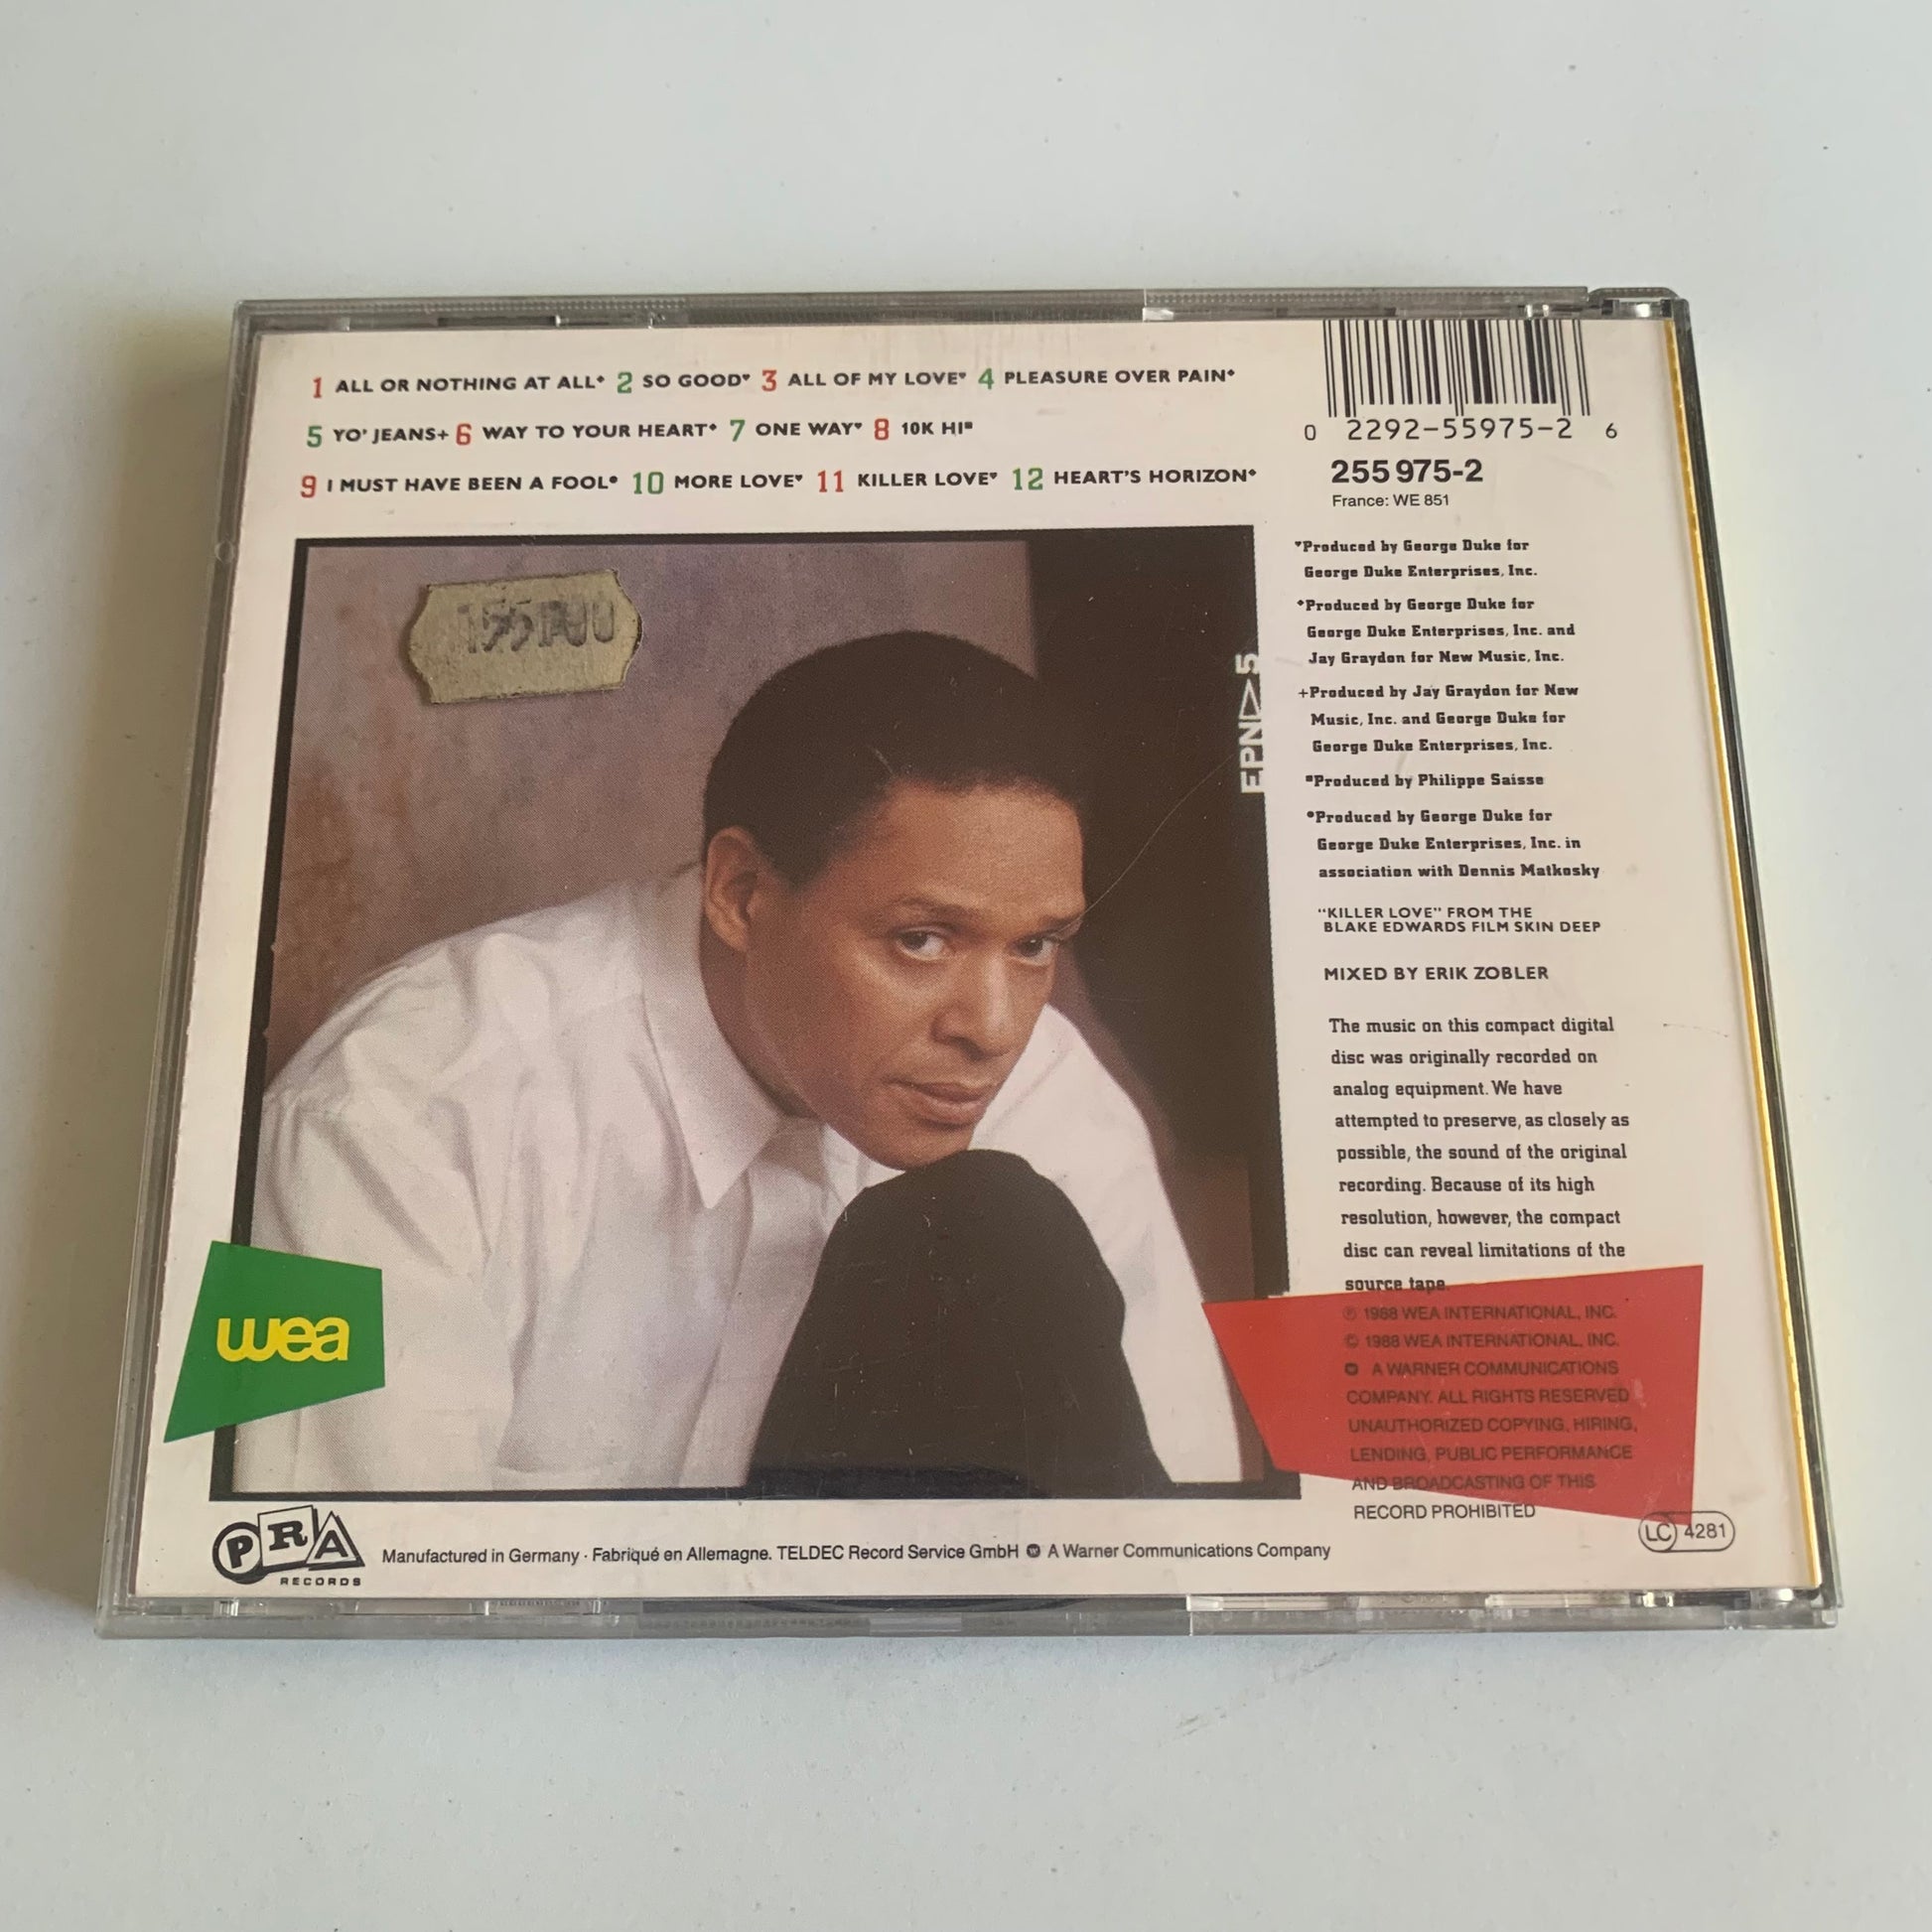 1 ALL OR NOTHING AT ALL♦ 2 SO GOOD♥ 3 ALL OF MY LOVE♥ 4 PLEASURE OVER PAIN♦
5 YO' JEANS+ 6 WAY TO YOUR HEART♦ 7 ONE WAY♥ 8 10K HI■
9 I MUST HAVE BEEN A FOOL● 10 MORE LOVE♥ 11 KILLER LOVE♥ 12 HEART'S HORIZON♦
0 2292-55975-2 6
255 975-2
France: WE 851
♥Produced by George Duke for
George Duke Enterprises, Inc.
♦Produced by George Duke for
George Duke Enterprises, Inc. and
Jay Graydon for New Music, Inc.
+Produced by Jay Graydon for New
Music, Inc. and George Duke for
George Duke Enterprises, Inc.
■Produced by Philippe Saisse
●Produced by George Duke for
George Duke Enterprises, Inc. in
association with Dennis Matkosky
"KILLER LOVE" FROM THE
BLAKE EDWARDS FILM SKIN DEEP
MIXED BY ERIK ZOBLER
The music on this compact digital
disc was originally recorded on
analog equipment. We have
attempted to preserve, as closely as
possible, the sound of the original
recording. Because of its high
resolution, however, the compact
disc can reveal limitations of the
source tape.
℗ 1988 WEA INTERNATIONAL, INC.
© 1988 WEA INTERNATIONAL, INC.
A WARNER COMMUNICATIONS
COMPANY. ALL RIGHTS RESERVED
UNAUTHORIZED COPYING, HIRING,
LENDING, PUBLIC PERFORMANCE
AND BROADCASTING OF THIS
RECORD PROHIBITED
LC 4281
EPN▷5
wea
PRA
RECORDS
Manufactured in Germany · Fabriqué en Allemagne. TELDEC Record Service GmbH A Warner Communications Company